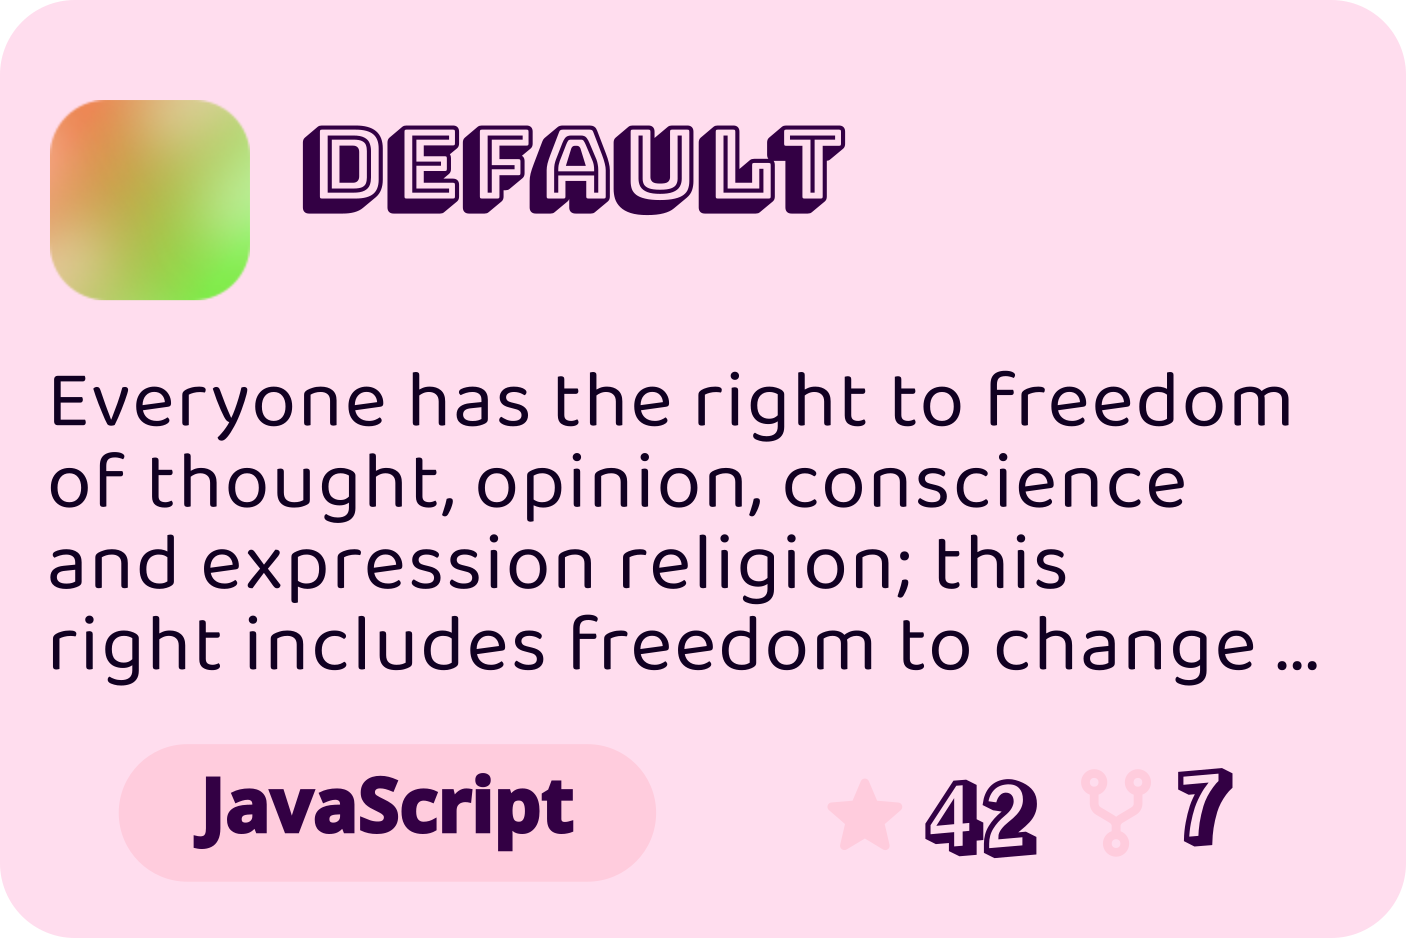 DEFAULT
Everyone has the right to freedom
of thought, opinion, conscience
and expression religion; this
right includes freedom to change ...
JavaScript
42
7